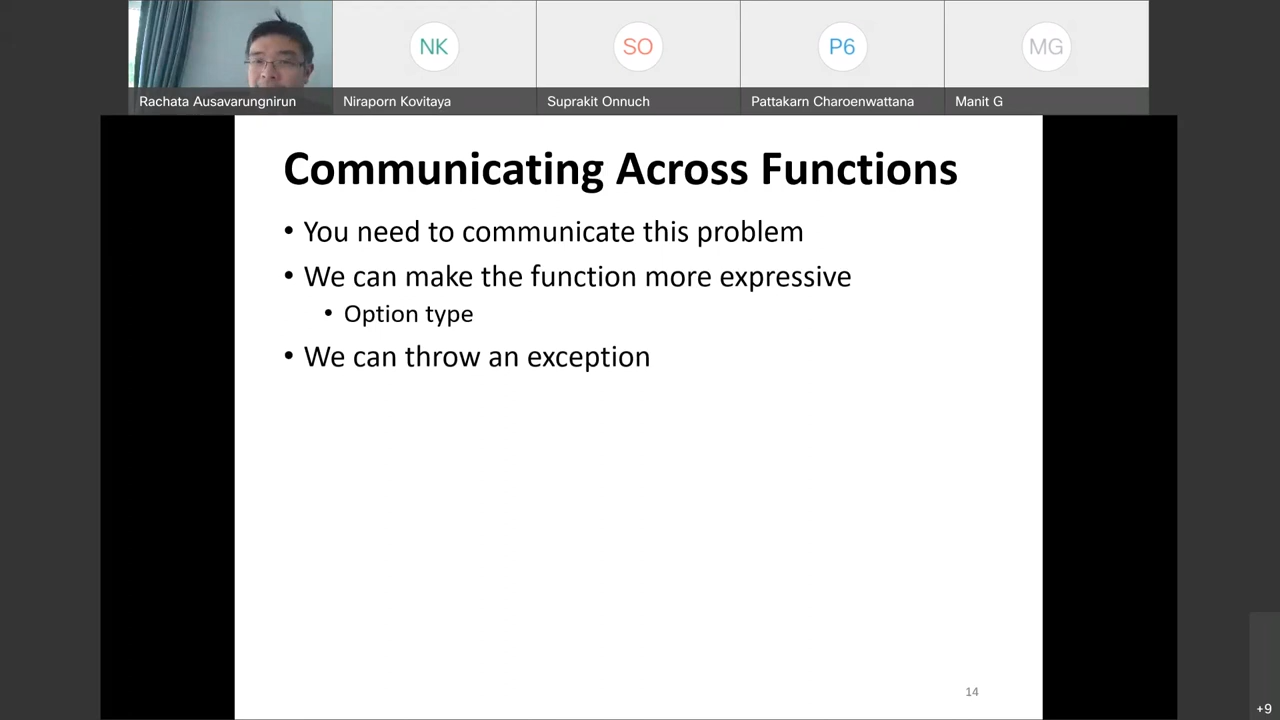 NK
SO
P6
MG
Rachata Ausavarungnirun
Niraporn Kovitaya
Suprakit Onnuch
Pattakarn Charoenwattana
Manit G
Communicating Across Functions
• You need to communicate this problem
• We can make the function more expressive
• Option type
• We can throw an exception
14
+9